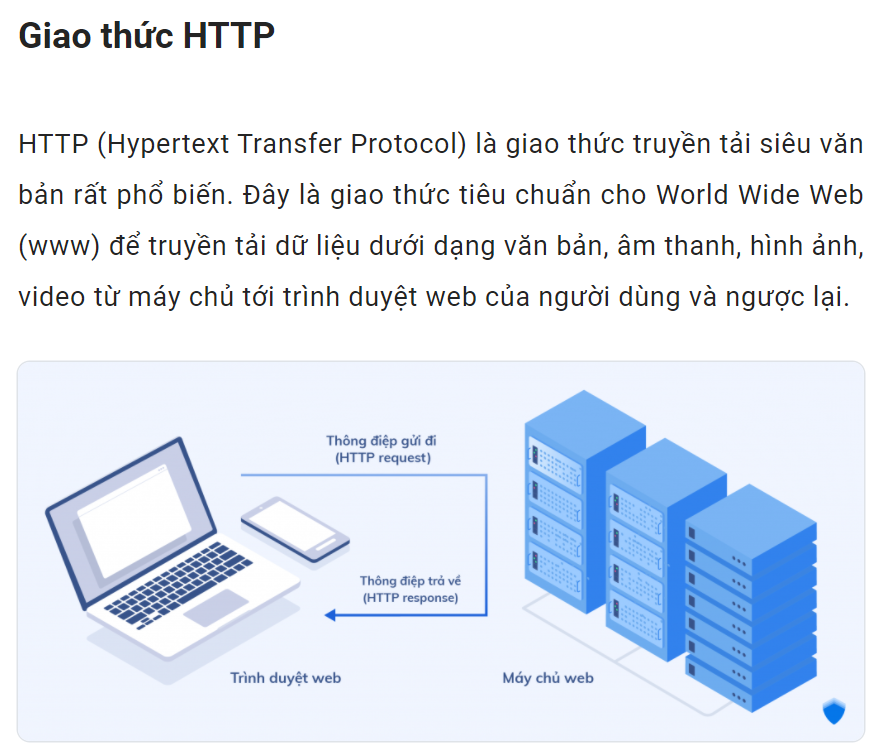 Giao thức HTTP
HTTP (Hypertext Transfer Protocol) là giao thức truyền tải siêu văn
bản rất phổ biến. Đây là giao thức tiêu chuẩn cho World Wide Web
(www) để truyền tải dữ liệu dưới dạng văn bản, âm thanh, hình ảnh,
video từ máy chủ tới trình duyệt web của người dùng và ngược lại.
Thông điệp gửi đi
(HTTP request)
Thông điệp trả về
(HTTP response)
Trình duyệt web
Máy chủ web